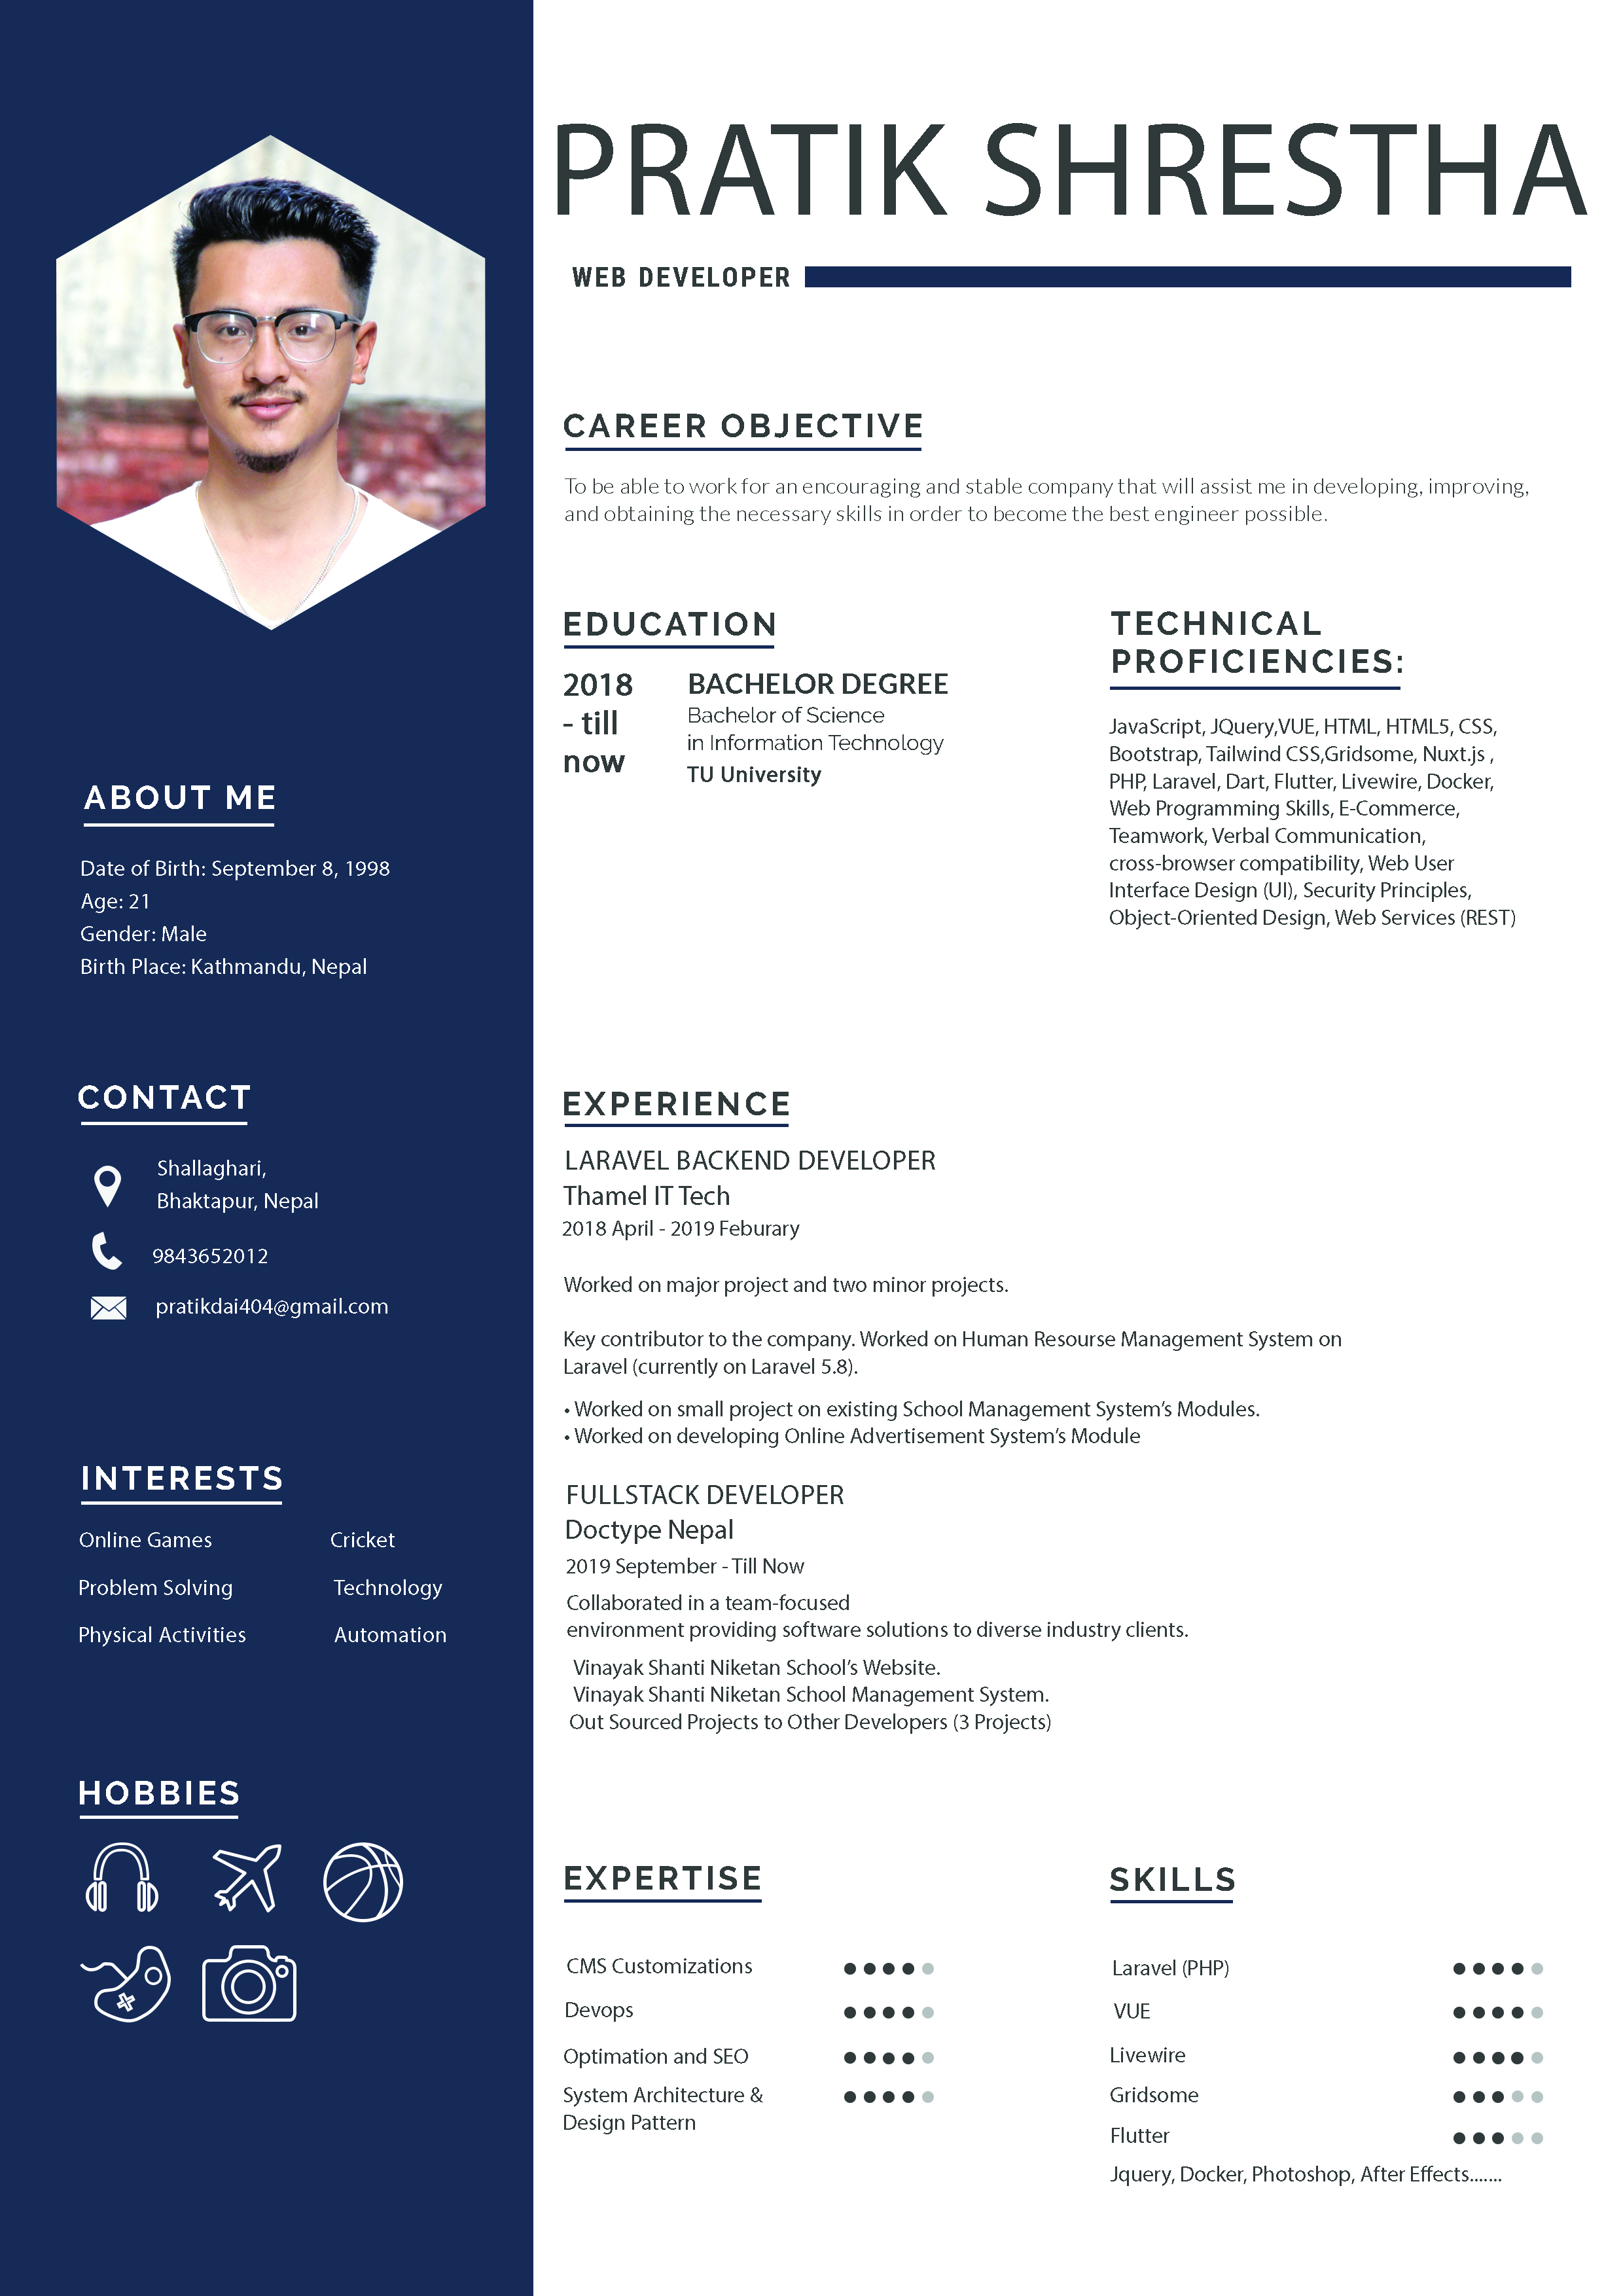 PRATIK SHRESTHA
WEB DEVELOPER
ABOUT ME
Date of Birth: September 8, 1998
Age: 21
Gender: Male
Birth Place: Kathmandu, Nepal
CONTACT
Shallaghari,
Bhaktapur, Nepal
9843652012
pratikdai404@gmail.com
INTERESTS
Online Games Cricket
Problem Solving Technology
Physical Activities Automation
HOBBIES
CAREER OBJECTIVE
To be able to work for an encouraging and stable company that will assist me in developing, improving,
and obtaining the necessary skills in order to become the best engineer possible.
EDUCATION
2018
- till
now
BACHELOR DEGREE
Bachelor of Science
in Information Technology
TU University
TECHNICAL
PROFICIENCIES:
JavaScript, JQuery,VUE, HTML, HTML5, CSS,
Bootstrap, Tailwind CSS,Gridsome, Nuxt.js ,
PHP, Laravel, Dart, Flutter, Livewire, Docker,
Web Programming Skills, E-Commerce,
Teamwork, Verbal Communication,
cross-browser compatibility, Web User
Interface Design (UI), Security Principles,
Object-Oriented Design, Web Services (REST)
EXPERIENCE
LARAVEL BACKEND DEVELOPER
Thamel IT Tech
2018 April - 2019 Feburary
Worked on major project and two minor projects.
Key contributor to the company. Worked on Human Resourse Management System on
Laravel (currently on Laravel 5.8).
• Worked on small project on existing School Management System’s Modules.
• Worked on developing Online Advertisement System’s Module
FULLSTACK DEVELOPER
Doctype Nepal
2019 September - Till Now
Collaborated in a team-focused
environment providing software solutions to diverse industry clients.
Vinayak Shanti Niketan School’s Website.
Vinayak Shanti Niketan School Management System.
Out Sourced Projects to Other Developers (3 Projects)
EXPERTISE
CMS Customizations
Devops
Optimation and SEO
System Architecture &
Design Pattern
SKILLS
Laravel (PHP)
VUE
Livewire
Gridsome
Flutter
Jquery, Docker, Photoshop, After Effects.......